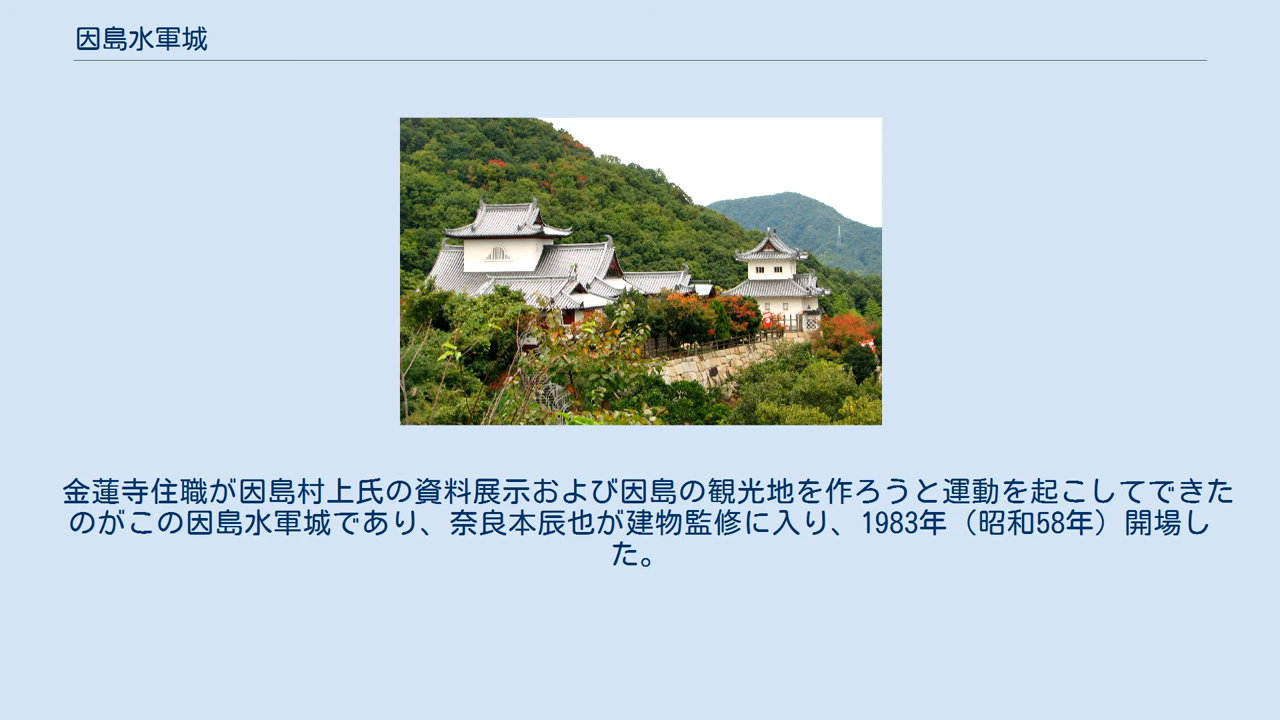 因島水軍城
金蓮寺住職が因島村上氏の資料展示および因島の観光地を作ろうと運動を起こしてできた
のがこの因島水軍城であり、奈良本辰也が建物監修に入り、1983年（昭和58年）開場し
た。